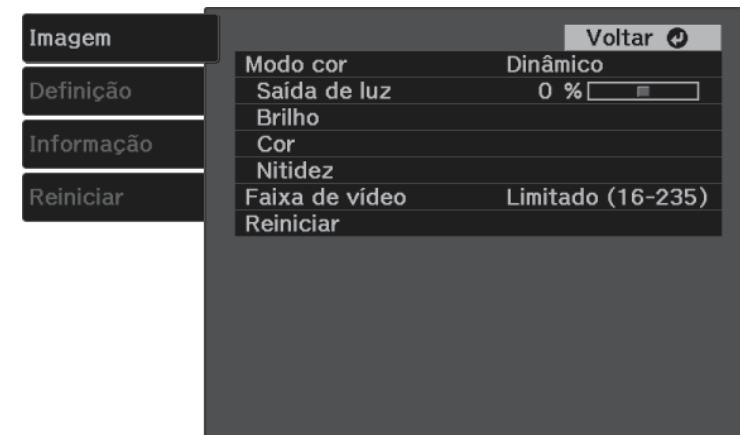 Imagem
Definição
Informação
Reiniciar
Voltar
Modo cor Dinâmico
Saída de luz 0 %
Brilho
Cor
Nitidez
Faixa de vídeo Limitado (16-235)
Reiniciar